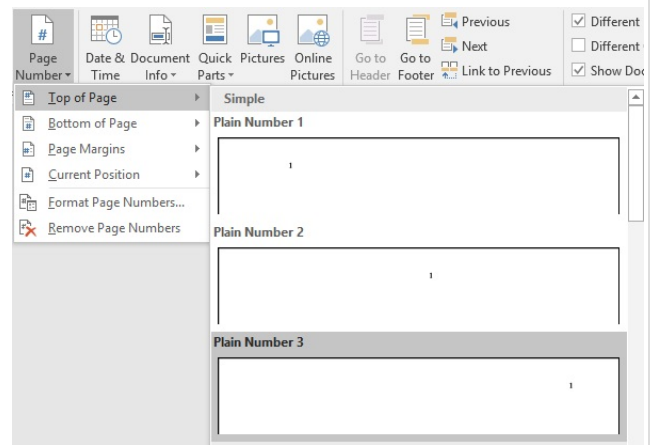 Page Number
Date & Time
Document Info
Quick Parts
Pictures
Online Pictures
Go to Header
Go to Footer
Previous
Next
Link to Previous
Different
Different
Show Doc
Top of Page
Bottom of Page
Page Margins
Current Position
Format Page Numbers...
Remove Page Numbers
Simple
Plain Number 1
1
Plain Number 2
1
Plain Number 3
1